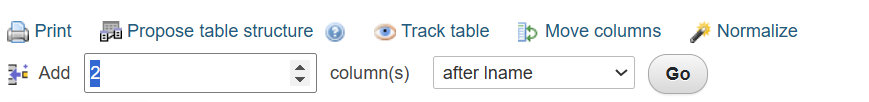 Print Propose table structure Track table Move columns Normalize
Add 2 column(s) after lname Go